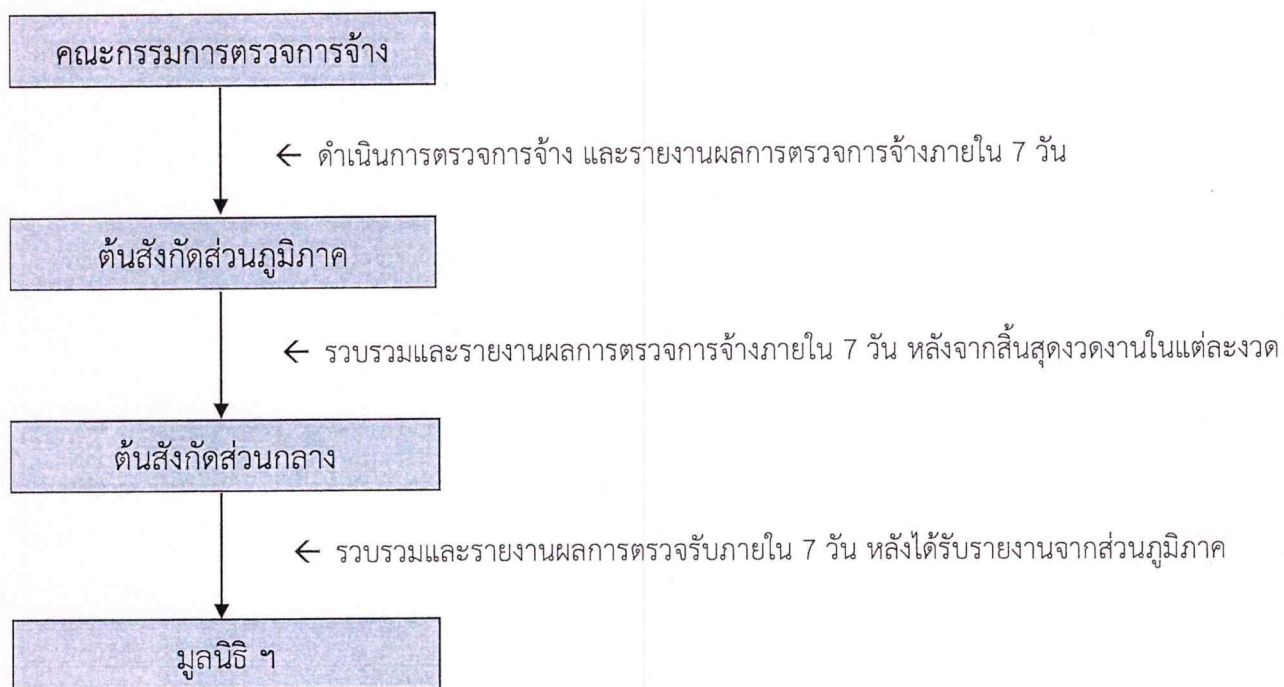 คณะกรรมการตรวจการจ้าง
← ดำเนินการตรวจการจ้าง และรายงานผลการตรวจการจ้างภายใน 7 วัน
ต้นสังกัดส่วนภูมิภาค
← รวบรวมและรายงานผลการตรวจการจ้างภายใน 7 วัน หลังจากสิ้นสุดงวดงานในแต่ละงวด
ต้นสังกัดส่วนกลาง
← รวบรวมและรายงานผลการตรวจรับภายใน 7 วัน หลังได้รับรายงานจากส่วนภูมิภาค
มูลนิธิ ฯ